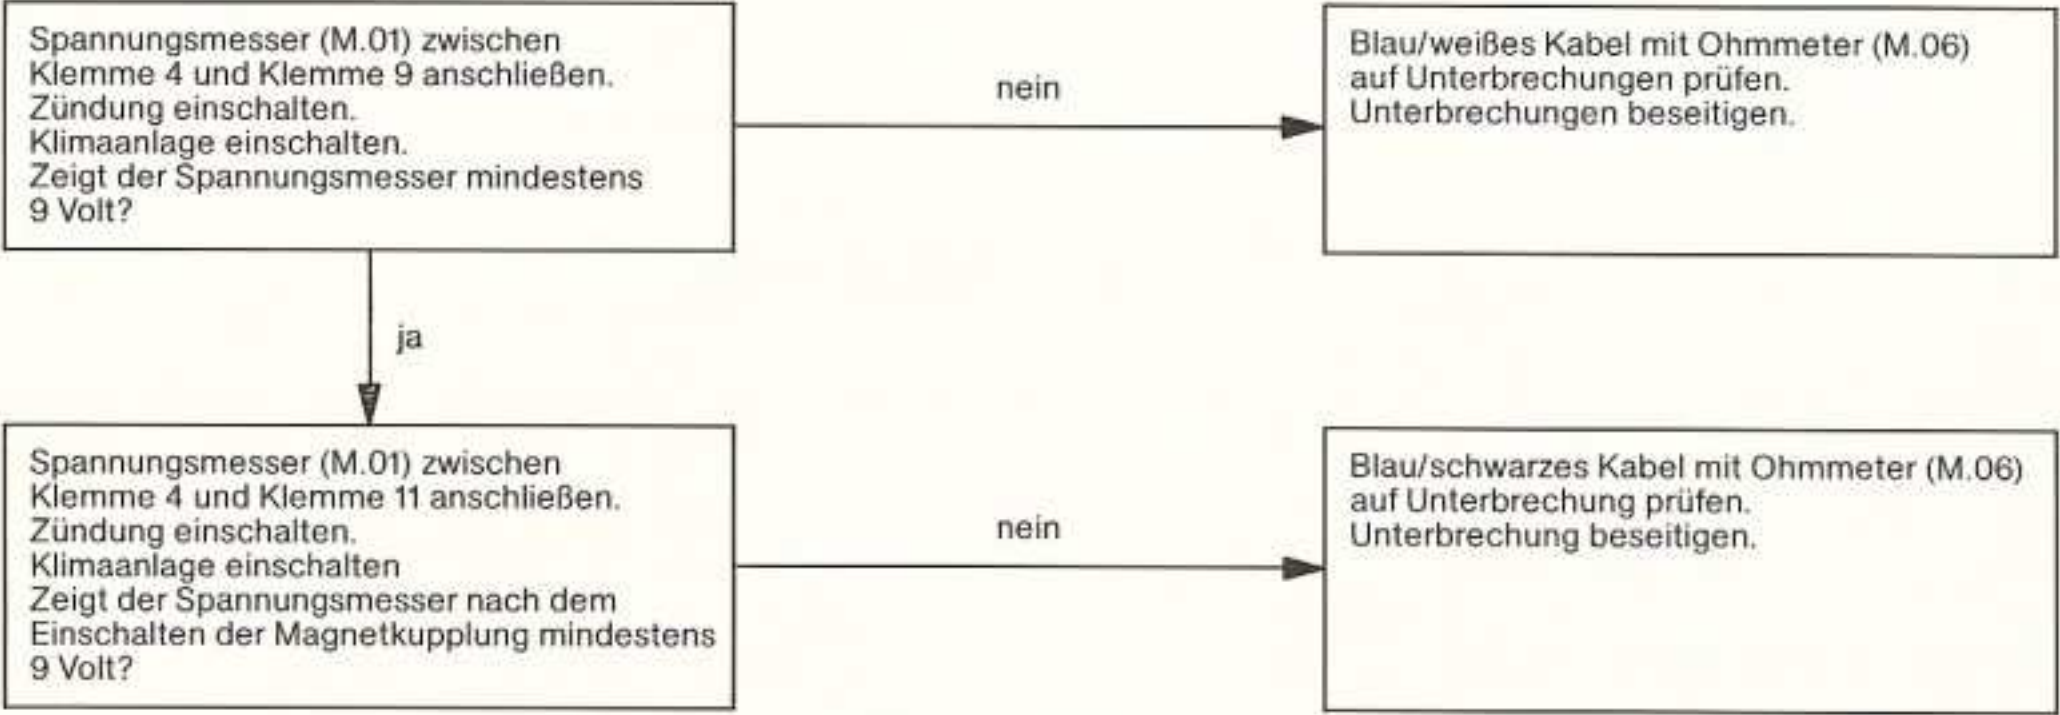 Spannungsmesser (M.01) zwischen
Klemme 4 und Klemme 9 anschließen.
Zündung einschalten.
Klimaanlage einschalten.
Zeigt der Spannungsmesser mindestens
9 Volt?
nein
Blau/weißes Kabel mit Ohmmeter (M.06)
auf Unterbrechungen prüfen.
Unterbrechungen beseitigen.
ja
Spannungsmesser (M.01) zwischen
Klemme 4 und Klemme 11 anschließen.
Zündung einschalten.
Klimaanlage einschalten
Zeigt der Spannungsmesser nach dem
Einschalten der Magnetkupplung mindestens
9 Volt?
nein
Blau/schwarzes Kabel mit Ohmmeter (M.06)
auf Unterbrechung prüfen.
Unterbrechung beseitigen.